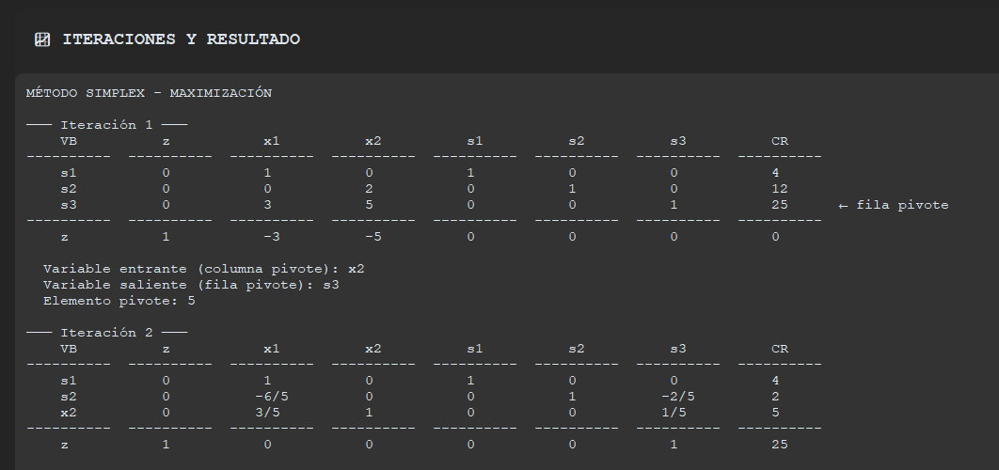 ITERACIONES Y RESULTADO
MÉTODO SIMPLEX - MAXIMIZACIÓN
─── Iteración 1 ───
VB z x1 x2 s1 s2 s3 CR
---------- ---------- ---------- ---------- ---------- ---------- ---------- ----------
s1 0 1 0 1 0 0 4
s2 0 0 2 0 1 0 12
s3 0 3 5 0 0 1 25 ← fila pivote
---------- ---------- ---------- ---------- ---------- ---------- ---------- ----------
z 1 -3 -5 0 0 0 0
Variable entrante (columna pivote): x2
Variable saliente (fila pivote): s3
Elemento pivote: 5
─── Iteración 2 ───
VB z x1 x2 s1 s2 s3 CR
---------- ---------- ---------- ---------- ---------- ---------- ---------- ----------
s1 0 1 0 1 0 0 4
s2 0 -6/5 0 0 1 -2/5 2
x2 0 3/5 1 0 0 1/5 5
---------- ---------- ---------- ---------- ---------- ---------- ---------- ----------
z 1 0 0 0 0 1 25